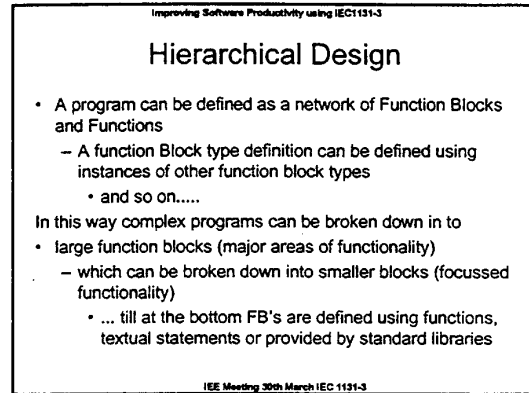 Improving Software Productivity using IEC1131-3
Hierarchical Design
• A program can be defined as a network of Function Blocks
and Functions
– A function Block type definition can be defined using
instances of other function block types
• and so on.....
In this way complex programs can be broken down in to
• large function blocks (major areas of functionality)
– which can be broken down into smaller blocks (focussed
functionality)
• ... till at the bottom FB's are defined using functions,
textual statements or provided by standard libraries
IEE Meeting 30th March IEC 1131-3